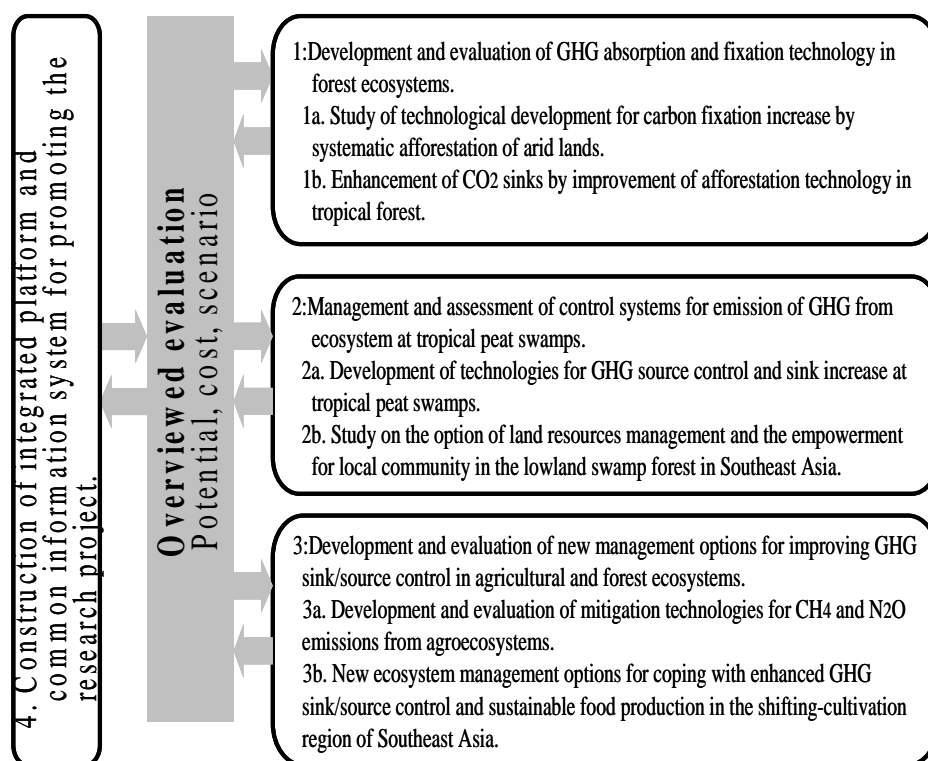 4. Construction of integrated platform and
common information system for promoting the
research project.
Overviewed evaluation
Potential, cost, scenario
1:Development and evaluation of GHG absorption and fixation technology in
forest ecosystems.
1a. Study of technological development for carbon fixation increase by
systematic afforestation of arid lands.
1b. Enhancement of CO2 sinks by improvement of afforestation technology in
tropical forest.
2:Management and assessment of control systems for emission of GHG from
ecosystem at tropical peat swamps.
2a. Development of technologies for GHG source control and sink increase at
tropical peat swamps.
2b. Study on the option of land resources management and the empowerment
for local community in the lowland swamp forest in Southeast Asia.
3:Development and evaluation of new management options for improving GHG
sink/source control in agricultural and forest ecosystems.
3a. Development and evaluation of mitigation technologies for CH4 and N2O
emissions from agroecosystems.
3b. New ecosystem management options for coping with enhanced GHG
sink/source control and sustainable food production in the shifting-cultivation
region of Southeast Asia.